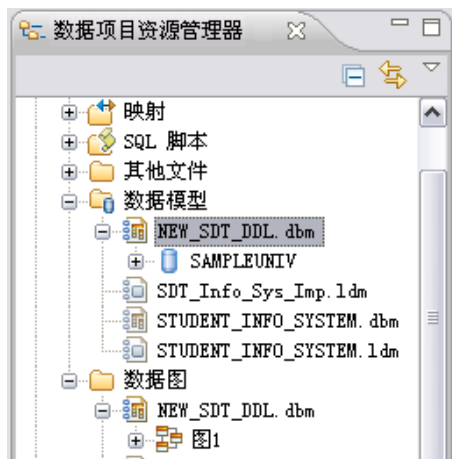 数据项目资源管理器
映射
SQL 脚本
其他文件
数据模型
NEW_SDT_DDL.dbm
SAMPLEUNIV
SDT_Info_Sys_Imp.ldm
STUDENT_INFO_SYSTEM.dbm
STUDENT_INFO_SYSTEM.ldm
数据图
NEW_SDT_DDL.dbm
图1